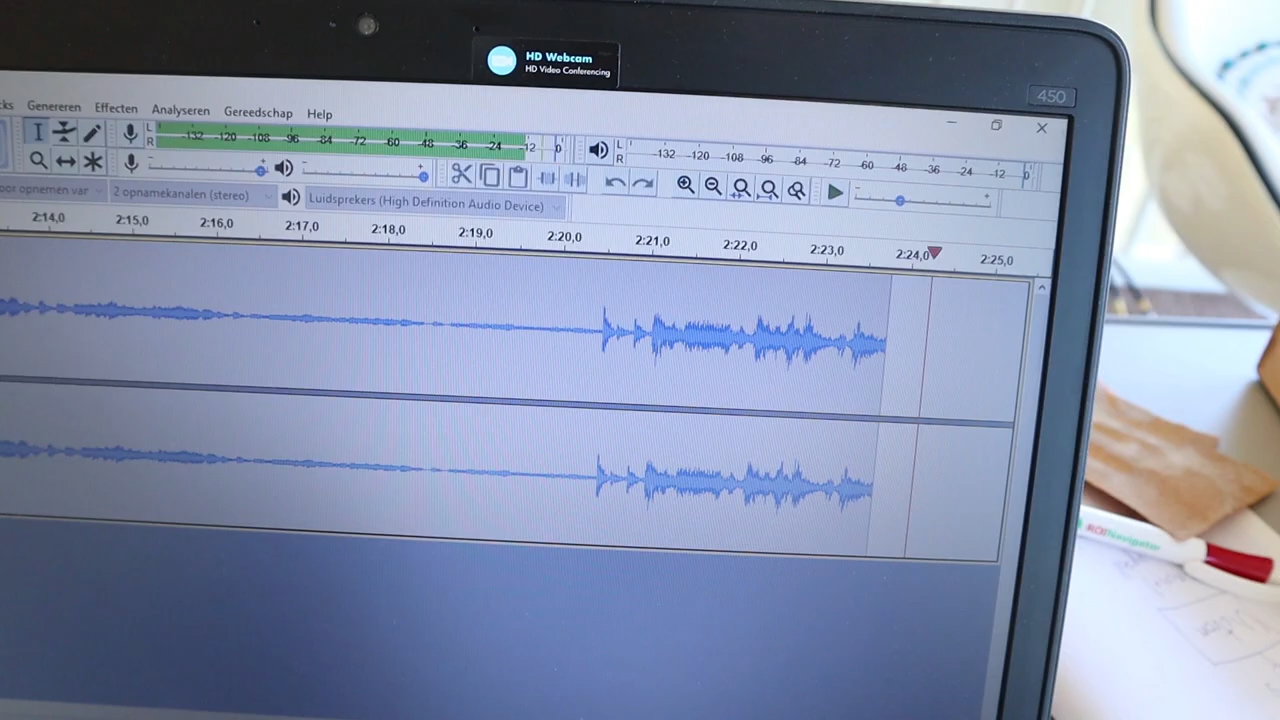 HD Webcam
HD Video Conferencing
450
cks Genereren Effecten Analyseren Gereedschap Help
L
R
-132 -120 -108 -96 -84 -72 -60 -48 -36 -24 -12 0
L
R
-132 -120 -108 -96 -84 -72 -60 -48 -36 -24 -12 0
oor opnemen var
2 opnamekanalen (stereo)
Luidsprekers (High Definition Audio Device)
2:14,0 2:15,0 2:16,0 2:17,0 2:18,0 2:19,0 2:20,0 2:21,0 2:22,0 2:23,0 2:24,0 2:25,0